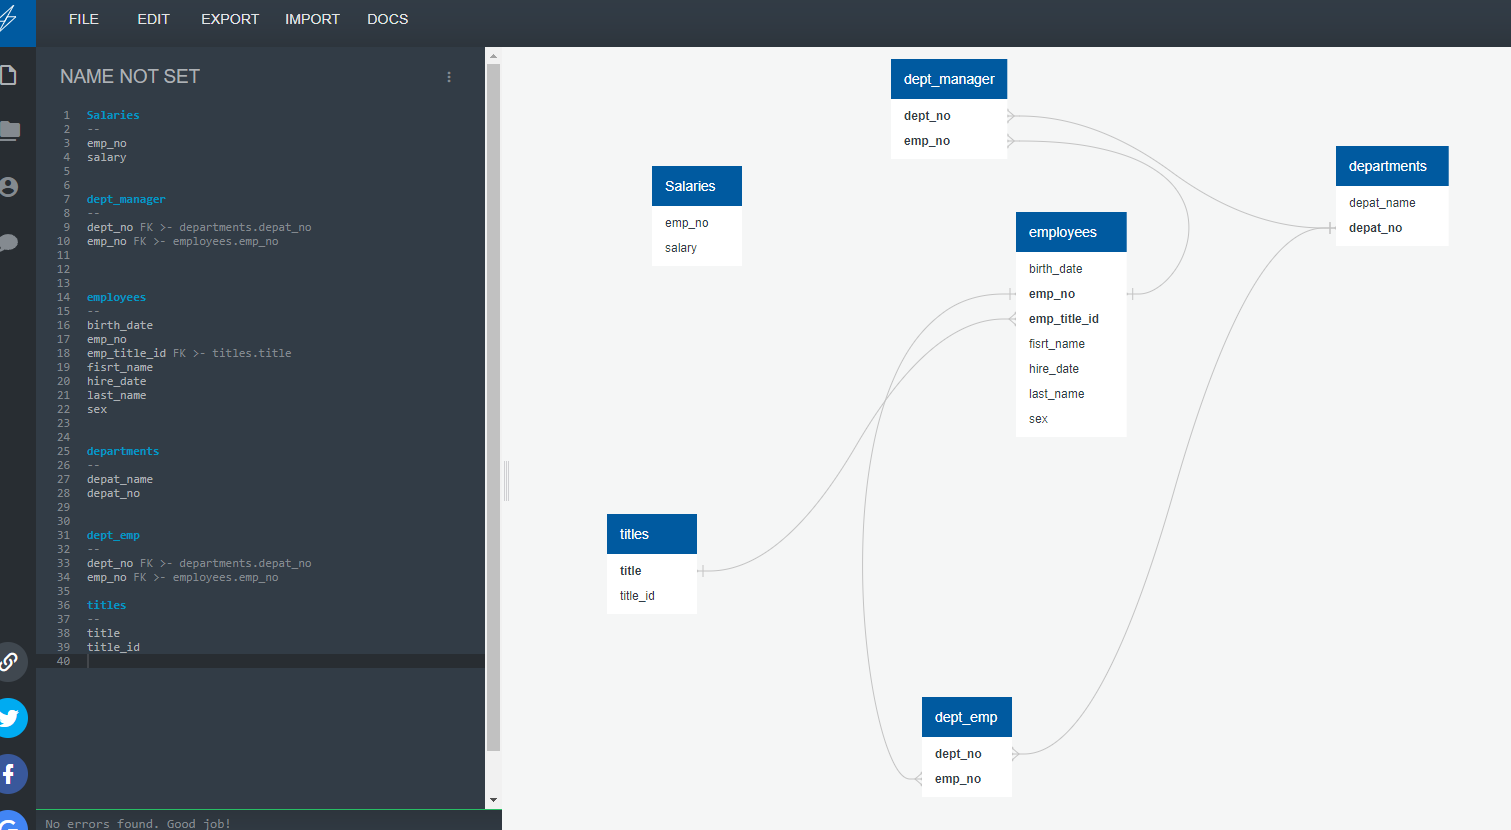 FILE EDIT EXPORT IMPORT DOCS
NAME NOT SET
1 Salaries
2 --
3 emp_no
4 salary
5
6
7 dept_manager
8 --
9 dept_no FK >- departments.depat_no
10 emp_no FK >- employees.emp_no
11
12
13
14 employees
15 --
16 birth_date
17 emp_no
18 emp_title_id FK >- titles.title
19 fisrt_name
20 hire_date
21 last_name
22 sex
23
24
25 departments
26 --
27 depat_name
28 depat_no
29
30
31 dept_emp
32 --
33 dept_no FK >- departments.depat_no
34 emp_no FK >- employees.emp_no
35
36 titles
37 --
38 title
39 title_id
40
No errors found. Good job!
dept_manager
dept_no
emp_no
departments
depat_name
depat_no
Salaries
emp_no
salary
employees
birth_date
emp_no
emp_title_id
fisrt_name
hire_date
last_name
sex
titles
title
title_id
dept_emp
dept_no
emp_no